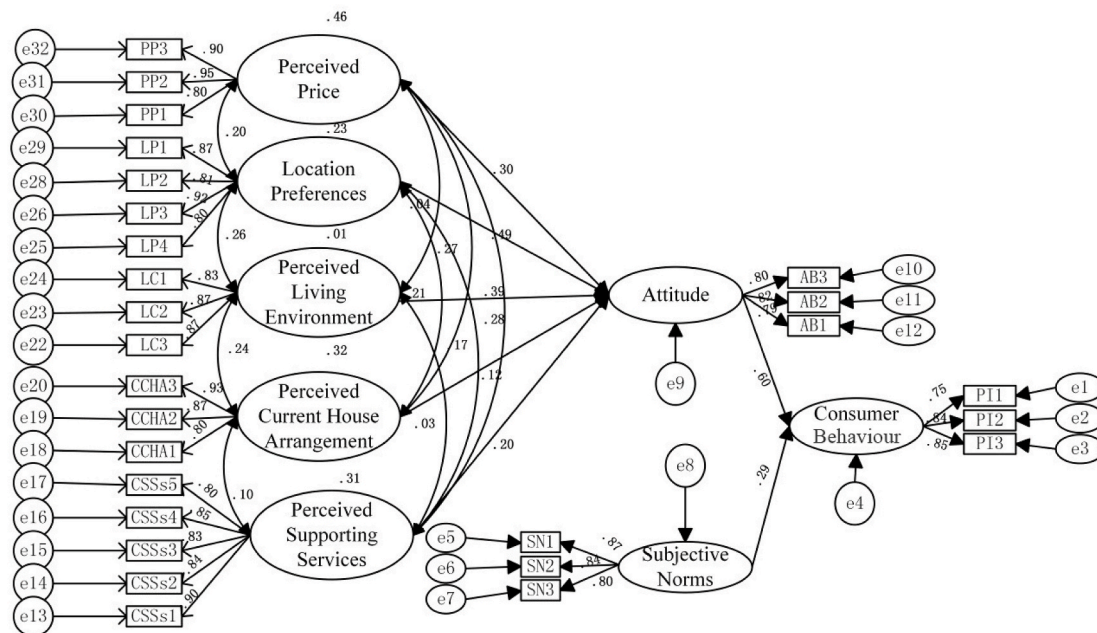 .46
e32 PP3 .90
e31 PP2 .95
e30 PP1 .80
Perceived
Price
.20 .23
e29 LP1 .87
e28 LP2 .81
e26 LP3 .92
e25 LP4 .80
Location
Preferences
.26 .01
e24 LC1 .83
e23 LC2 .87
e22 LC3 .87
Perceived
Living
Environment
.24 .32
e20 CCHA3 .93
e19 CCHA2 .87
e18 CCHA1 .80
Perceived
Current House
Arrangement
.10 .31
e17 CSSs5 .80
e16 CSSs4 .85
e15 CSSs3 .83
e14 CSSs2 .84
e13 CSSs1 .90
Perceived
Supporting
Services
.30
.04
.49
.27
.21
.39
.28
.17
.12
.03
.20
Attitude
e9
.80 AB3 e10
.82 AB2 e11
.79 AB1 e12
.60
Consumer
Behaviour
e4
.75 PI1 e1
.84 PI2 e2
.85 PI3 e3
.29
e8
Subjective
Norms
e5 SN1 .87
e6 SN2 .84
e7 SN3 .80